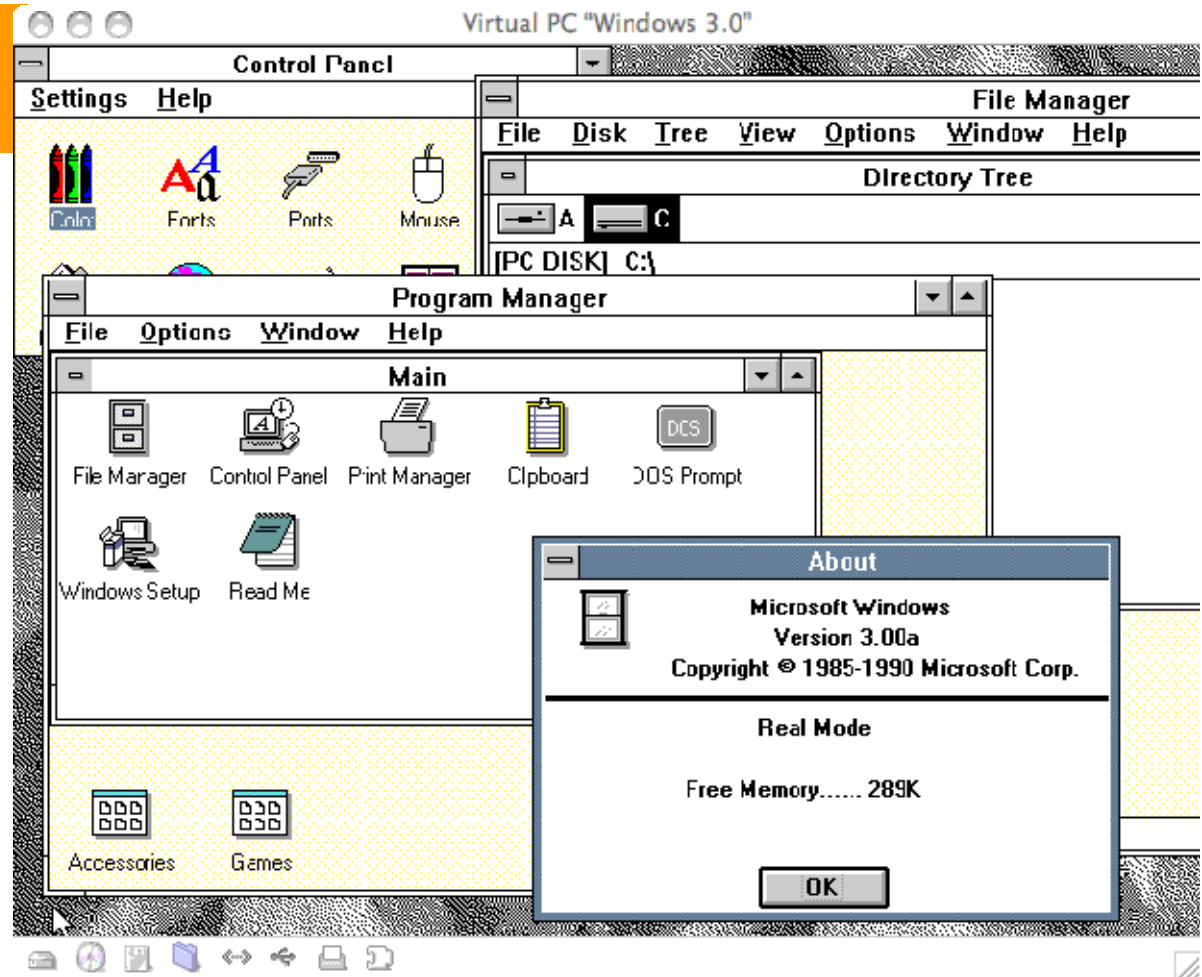 Virtual PC “Windows 3.0”
Control Panel
Settings Help
Color Fonts Ports Mouse
File Manager
File Disk Tree View Options Window Help
Directory Tree
A C
[PC DISK] C:\
Program Manager
File Options Window Help
Main
File Manager Control Panel Print Manager Clipboard DOS Prompt
Windows Setup Read Me
Accessories Games
About
Microsoft Windows
Version 3.00a
Copyright © 1985-1990 Microsoft Corp.
Real Mode
Free Memory...... 289K
OK